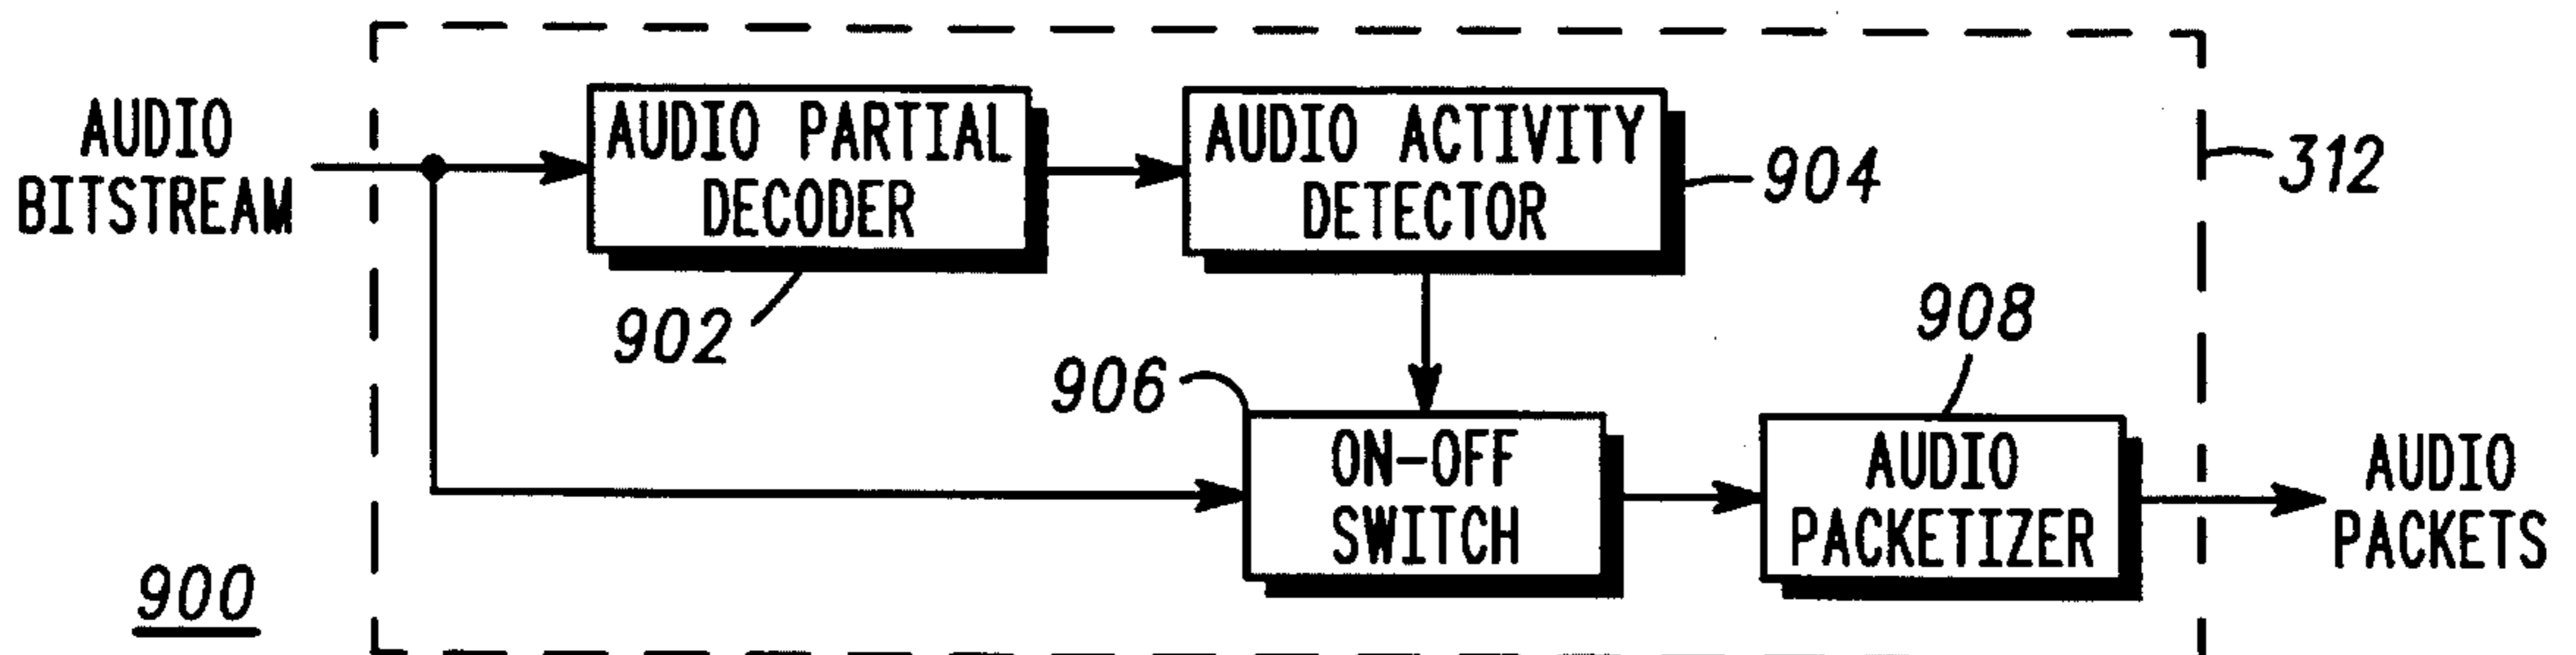 AUDIO
BITSTREAM
AUDIO PARTIAL
DECODER
902
AUDIO ACTIVITY
DETECTOR
904
312
906
ON-OFF
SWITCH
908
AUDIO
PACKETIZER
AUDIO
PACKETS
900